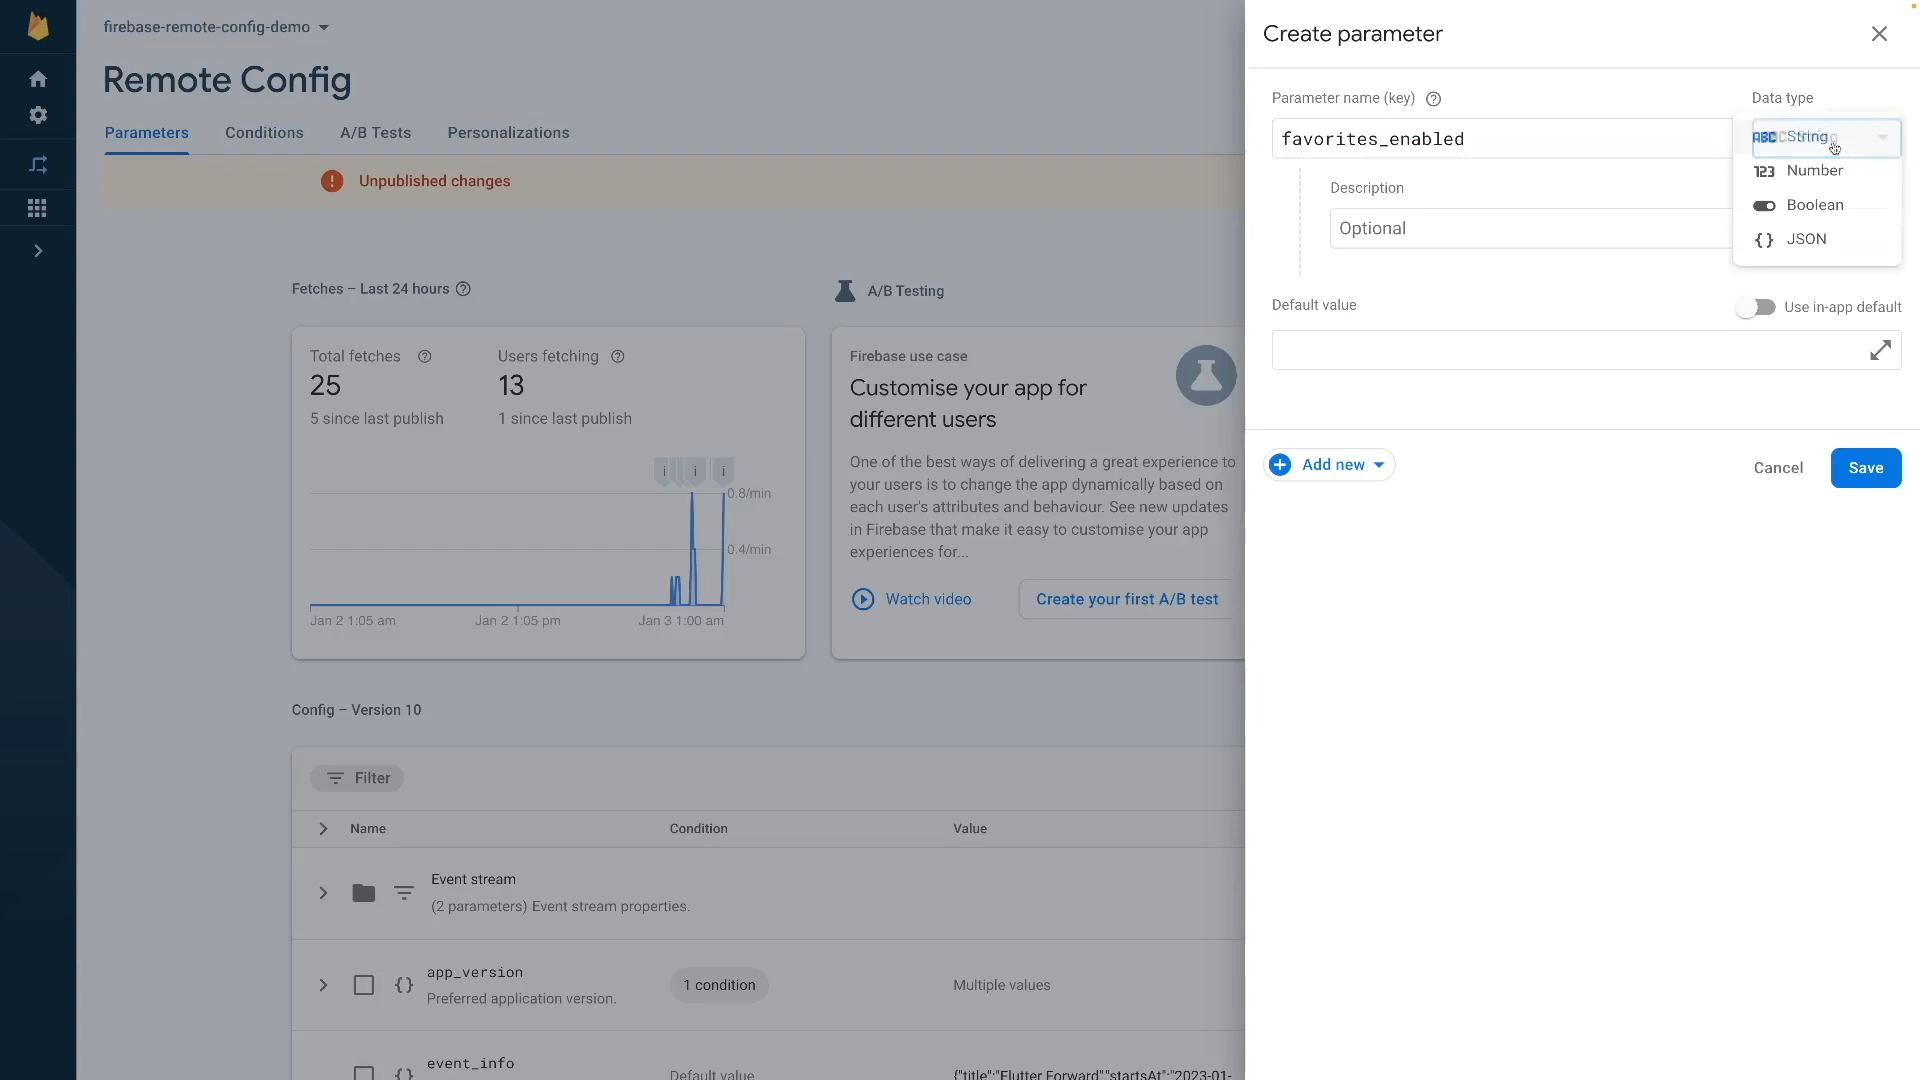 firebase-remote-config-demo
Remote Config
Parameters
Conditions
A/B Tests
Personalizations
Unpublished changes
Fetches – Last 24 hours
Total fetches
25
5 since last publish
Users fetching
13
1 since last publish
i
i
i
0.8/min
0.4/min
Jan 2 1:05 am
Jan 2 1:05 pm
Jan 3 1:00 am
A/B Testing
Firebase use case
Customise your app for
different users
One of the best ways of delivering a great experience to
your users is to change the app dynamically based on
each user's attributes and behaviour. See new updates
in Firebase that make it easy to customise your app
experiences for...
Watch video
Create your first A/B test
Config – Version 10
Filter
Name
Condition
Value
Event stream
(2 parameters) Event stream properties.
{}
app_version
Preferred application version.
1 condition
Multiple values
{}
event_info
Default value
{"title":"Flutter Forward","startsAt":"2023-01-
Create parameter
Parameter name (key)
favorites_enabled
Data type
ABC String
123 Number
Boolean
{} JSON
Description
Optional
Default value
Use in-app default
Add new
Cancel
Save